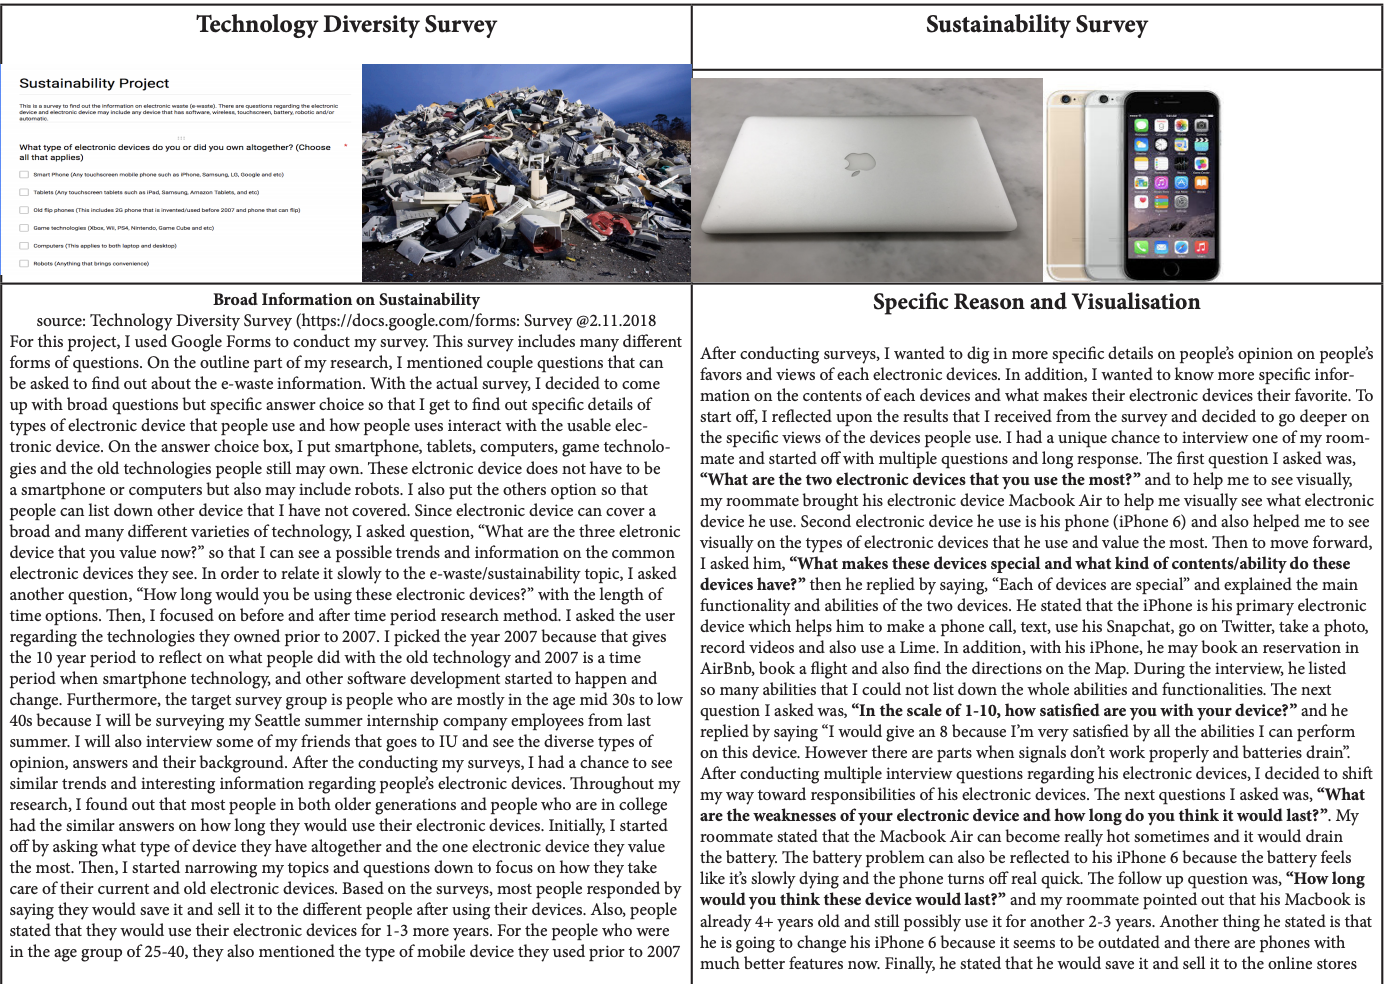 Technology Diversity Survey
Sustainability Project
This is a survey to find out the information on electronic waste (e-waste). There are questions regarding the electronic
device and electronic device may include any device that has software, wireless, touchscreen, battery, robotic and/or
automatic.
What type of electronic devices do you or did you own altogether? (Choose *
all that applies)
Smart Phone (Any touchscreen mobile phone such as iPhone, Samsung, LG, Google and etc)
Tablets (Any touchscreen tablets such as iPad, Samsung, Amazon Tablets, and etc)
Old flip phones (This includes 2G phone that is invented/used before 2007 and phone that can flip)
Game technologies (Xbox, Wii, PS4, Nintendo, Game Cube and etc)
Computers (This applies to both laptop and desktop)
Robots (Anything that brings convenience)
Broad Information on Sustainability
source: Technology Diversity Survey (https://docs.google.com/forms: Survey @2.11.2018
For this project, I used Google Forms to conduct my survey. This survey includes many different
forms of questions. On the outline part of my research, I mentioned couple questions that can
be asked to find out about the e-waste information. With the actual survey, I decided to come
up with broad questions but specific answer choice so that I get to find out specific details of
types of electronic device that people use and how people uses interact with the usable elec-
tronic device. On the answer choice box, I put smartphone, tablets, computers, game technolo-
gies and the old technologies people still may own. These elctronic device does not have to be
a smartphone or computers but also may include robots. I also put the others option so that
people can list down other device that I have not covered. Since electronic device can cover a
broad and many different varieties of technology, I asked question, “What are the three eletronic
device that you value now?” so that I can see a possible trends and information on the common
electronic devices they see. In order to relate it slowly to the e-waste/sustainability topic, I asked
another question, “How long would you be using these electronic devices?” with the length of
time options. Then, I focused on before and after time period research method. I asked the user
regarding the technologies they owned prior to 2007. I picked the year 2007 because that gives
the 10 year period to reflect on what people did with the old technology and 2007 is a time
period when smartphone technology, and other software development started to happen and
change. Furthermore, the target survey group is people who are mostly in the age mid 30s to low
40s because I will be surveying my Seattle summer internship company employees from last
summer. I will also interview some of my friends that goes to IU and see the diverse types of
opinion, answers and their background. After the conducting my surveys, I had a chance to see
similar trends and interesting information regarding people’s electronic devices. Throughout my
research, I found out that most people in both older generations and people who are in college
had the similar answers on how long they would use their electronic devices. Initially, I started
off by asking what type of device they have altogether and the one electronic device they value
the most. Then, I started narrowing my topics and questions down to focus on how they take
care of their current and old electronic devices. Based on the surveys, most people responded by
saying they would save it and sell it to the different people after using their devices. Also, people
stated that they would use their electronic devices for 1-3 more years. For the people who were
in the age group of 25-40, they also mentioned the type of mobile device they used prior to 2007
Sustainability Survey
Specific Reason and Visualisation
After conducting surveys, I wanted to dig in more specific details on people’s opinion on people’s
favors and views of each electronic devices. In addition, I wanted to know more specific infor-
mation on the contents of each devices and what makes their electronic devices their favorite. To
start off, I reflected upon the results that I received from the survey and decided to go deeper on
the specific views of the devices people use. I had a unique chance to interview one of my room-
mate and started off with multiple questions and long response. The first question I asked was,
“What are the two electronic devices that you use the most?” and to help me to see visually,
my roommate brought his electronic device Macbook Air to help me visually see what electronic
device he use. Second electronic device he use is his phone (iPhone 6) and also helped me to see
visually on the types of electronic devices that he use and value the most. Then to move forward,
I asked him, “What makes these devices special and what kind of contents/ability do these
devices have?” then he replied by saying, “Each of devices are special” and explained the main
functionality and abilities of the two devices. He stated that the iPhone is his primary electronic
device which helps him to make a phone call, text, use his Snapchat, go on Twitter, take a photo,
record videos and also use a Lime. In addition, with his iPhone, he may book an reservation in
AirBnb, book a flight and also find the directions on the Map. During the interview, he listed
so many abilities that I could not list down the whole abilities and functionalities. The next
question I asked was, “In the scale of 1-10, how satisfied are you with your device?” and he
replied by saying “I would give an 8 because I’m very satisfied by all the abilities I can perform
on this device. However there are parts when signals don’t work properly and batteries drain”.
After conducting multiple interview questions regarding his electronic devices, I decided to shift
my way toward responsibilities of his electronic devices. The next questions I asked was, “What
are the weaknesses of your electronic device and how long do you think it would last?”. My
roommate stated that the Macbook Air can become really hot sometimes and it would drain
the battery. The battery problem can also be reflected to his iPhone 6 because the battery feels
like it’s slowly dying and the phone turns off real quick. The follow up question was, “How long
would you think these device would last?” and my roommate pointed out that his Macbook is
already 4+ years old and still possibly use it for another 2-3 years. Another thing he stated is that
he is going to change his iPhone 6 because it seems to be outdated and there are phones with
much better features now. Finally, he stated that he would save it and sell it to the online stores